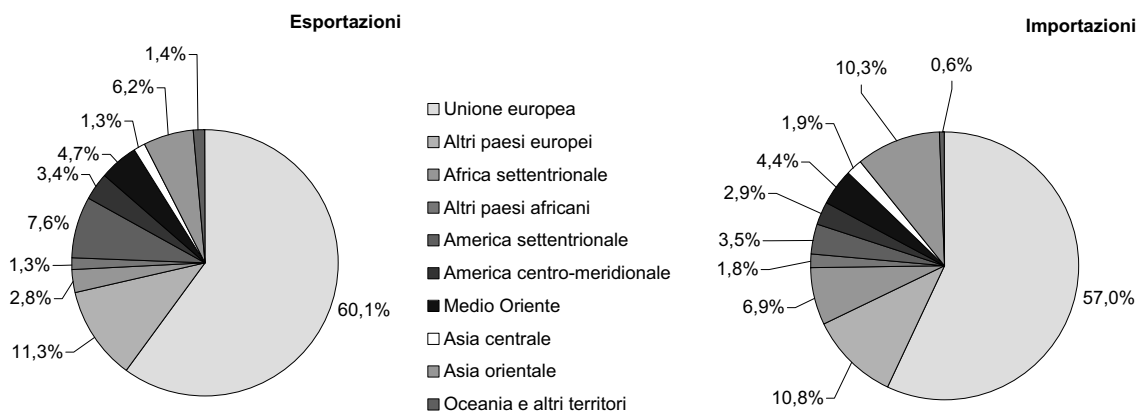 Esportazioni
1,4%
6,2%
1,3%
4,7%
3,4%
7,6%
1,3%
2,8%
11,3%
60,1%
Unione europea
Altri paesi europei
Africa settentrionale
Altri paesi africani
America settentrionale
America centro-meridionale
Medio Oriente
Asia centrale
Asia orientale
Oceania e altri territori
Importazioni
0,6%
10,3%
1,9%
4,4%
2,9%
3,5%
1,8%
6,9%
10,8%
57,0%